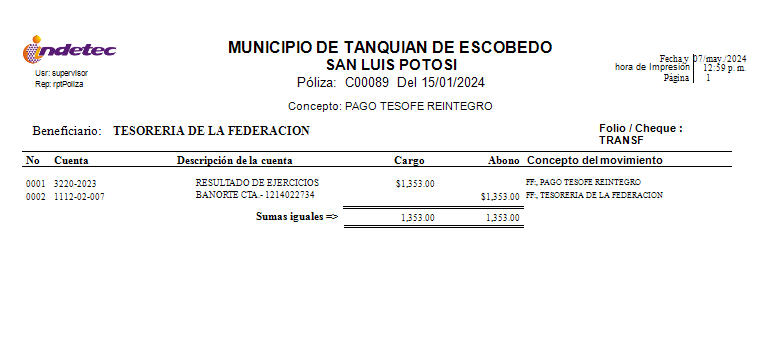 indetec
MUNICIPIO DE TANQUIAN DE ESCOBEDO
SAN LUIS POTOSI
Fecha y 07/may./2024
hora de Impresión 12:59 p. m.
Usr: supervisor
Rep: rptPoliza
Póliza: C00089 Del 15/01/2024
Página 1
Concepto: PAGO TESOFE REINTEGRO
Beneficiario: TESORERIA DE LA FEDERACION
Folio / Cheque :
TRANSF
No Cuenta Descripción de la cuenta Cargo Abono Concepto del movimiento
0001 3220-2023 RESULTADO DE EJERCICIOS $1,353.00 FF:, PAGO TESOFE REINTEGRO
0002 1112-02-007 BANORTE CTA.- 1214022734 $1,353.00 FF:, TESORERIA DE LA FEDERACION
Sumas iguales => 1,353.00 1,353.00